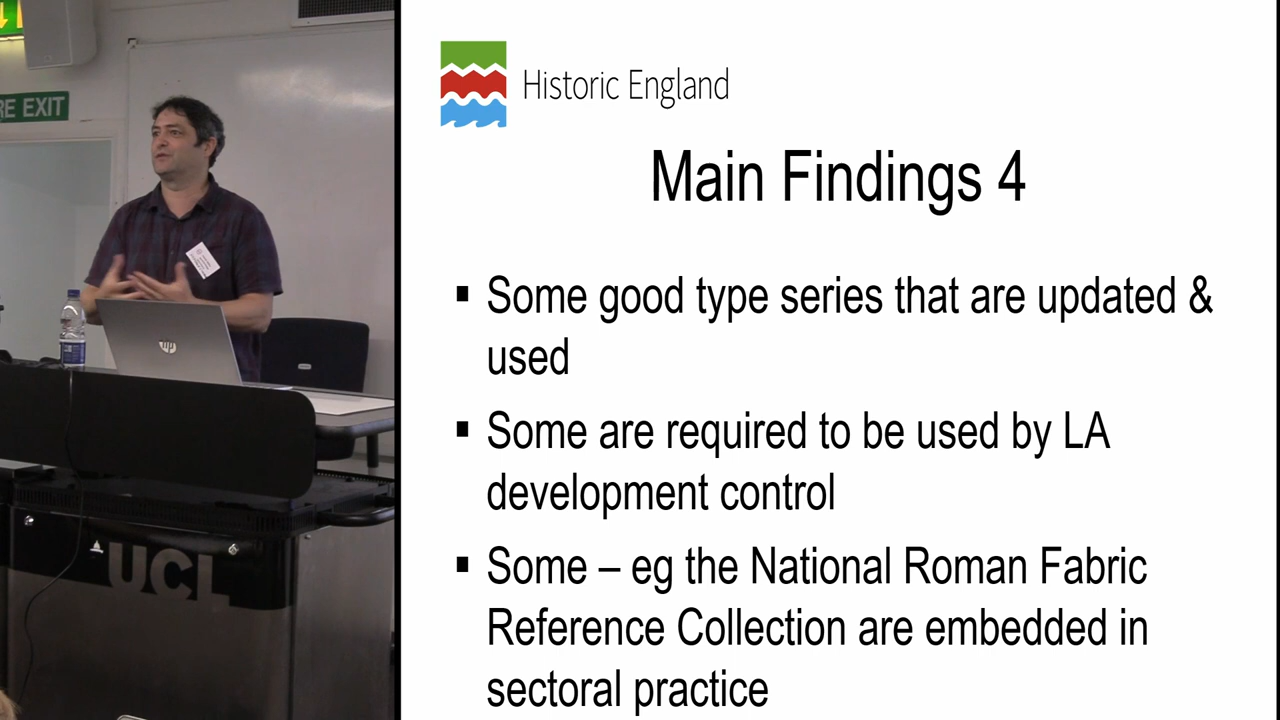 RE EXIT
hp
UCL
Historic England
Main Findings 4
▪ Some good type series that are updated &
used
▪ Some are required to be used by LA
development control
▪ Some – eg the National Roman Fabric
Reference Collection are embedded in
sectoral practice